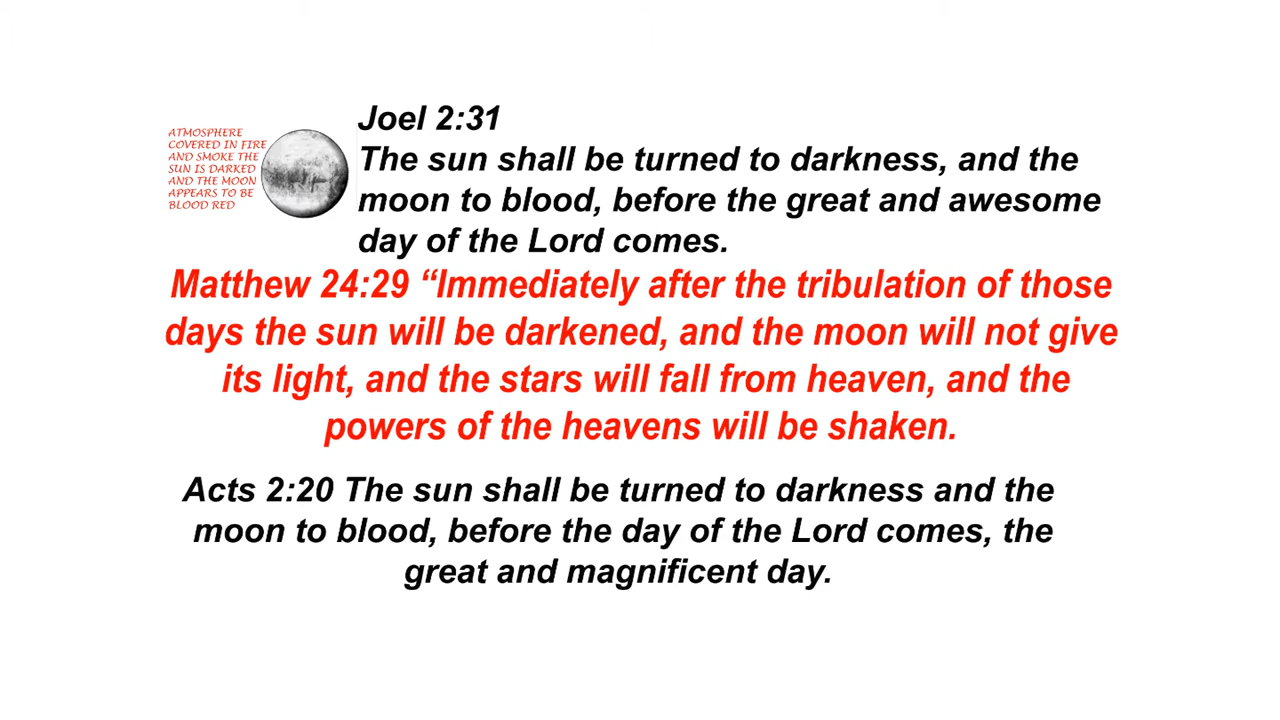 ATMOSPHERE
COVERED IN FIRE
AND SMOKE THE
SUN IS DARKED
AND THE MOON
APPEARS TO BE
BLOOD RED
Joel 2:31
The sun shall be turned to darkness, and the
moon to blood, before the great and awesome
day of the Lord comes.
Matthew 24:29 “Immediately after the tribulation of those
days the sun will be darkened, and the moon will not give
its light, and the stars will fall from heaven, and the
powers of the heavens will be shaken.
Acts 2:20 The sun shall be turned to darkness and the
moon to blood, before the day of the Lord comes, the
great and magnificent day.